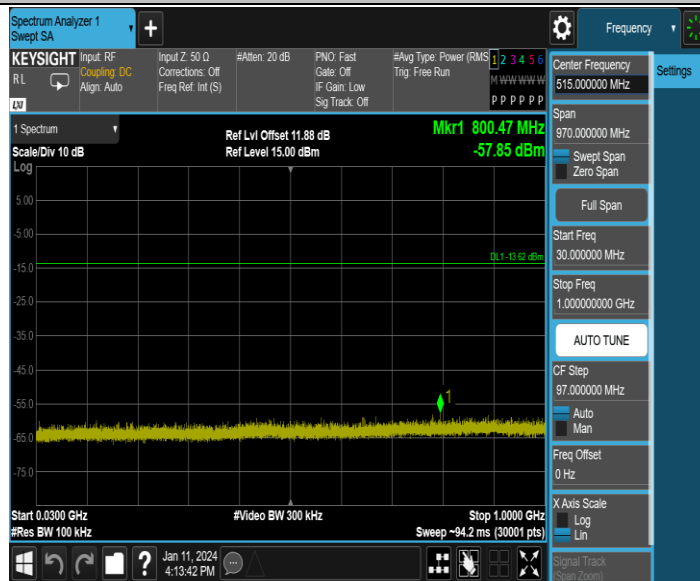 Spectrum Analyzer 1
Swept SA
+
Frequency
KEYSIGHT
RL
LXI
Input: RF
Coupling: DC
Align: Auto
Input Z: 50 Ω
Corrections: Off
Freq Ref: Int (S)
#Atten: 20 dB
PNO: Fast
Gate: Off
IF Gain: Low
Sig Track: Off
#Avg Type: Power (RMS
Trig: Free Run
1 2 3 4 5 6
M W W W W W
P P P P P P
1 Spectrum
Scale/Div 10 dB
Ref Lvl Offset 11.88 dB
Ref Level 15.00 dBm
Mkr1 800.47 MHz
-57.85 dBm
Log
5.00
-5.00
DL1 -13.62 dBm
-15.0
-25.0
-35.0
-45.0
1
-55.0
-65.0
-75.0
Start 0.0300 GHz
#Res BW 100 kHz
#Video BW 300 kHz
Stop 1.0000 GHz
Sweep ~94.2 ms (30001 pts)
?
Jan 11, 2024
4:13:42 PM
Center Frequency
515.000000 MHz
Settings
Span
970.000000 MHz
Swept Span
Zero Span
Full Span
Start Freq
30.000000 MHz
Stop Freq
1.000000000 GHz
AUTO TUNE
CF Step
97.000000 MHz
Auto
Man
Freq Offset
0 Hz
X Axis Scale
Log
Lin
Signal Track
(Span Zoom)